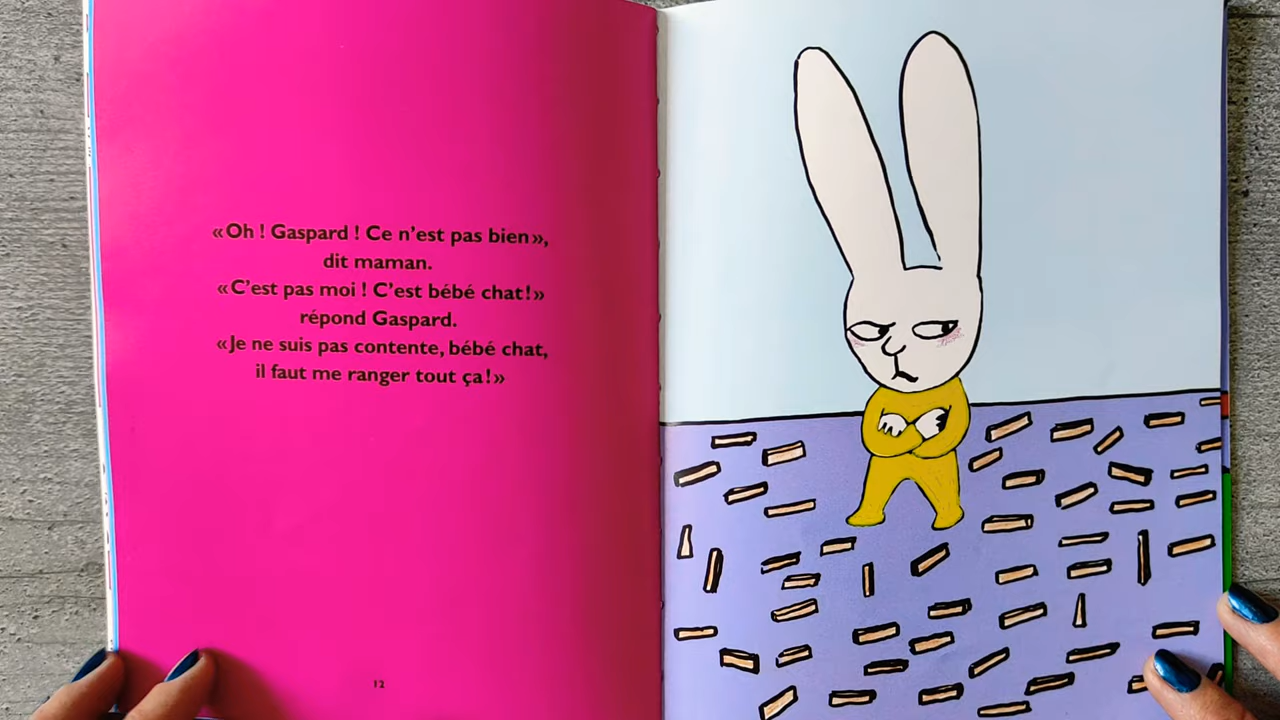 «Oh ! Gaspard ! Ce n'est pas bien»,
dit maman.
«C'est pas moi ! C'est bébé chat!»
répond Gaspard.
«Je ne suis pas contente, bébé chat,
il faut me ranger tout ça!»
12